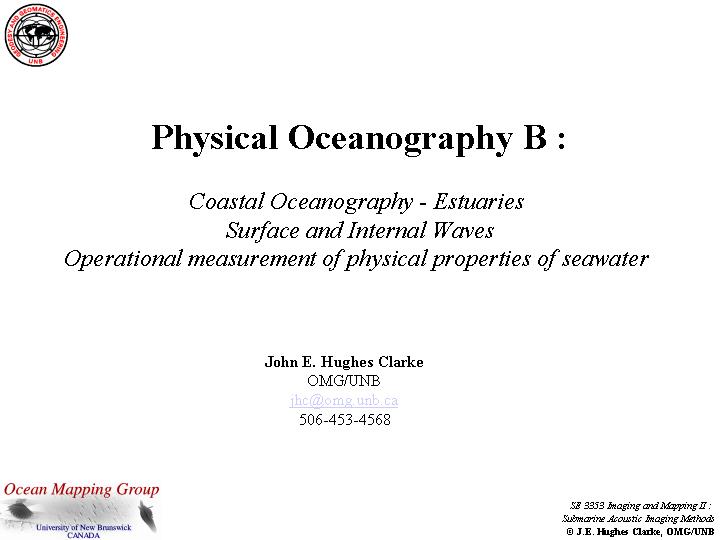 GEODESY AND GEOMATICS ENGINEERING
UNB
Physical Oceanography B :
Coastal Oceanography - Estuaries
Surface and Internal Waves
Operational measurement of physical properties of seawater
John E. Hughes Clarke
OMG/UNB
jhc@omg.unb.ca
506-453-4568
Ocean Mapping Group
University of New Brunswick
CANADA
SE 3353 Imaging and Mapping II :
Submarine Acoustic Imaging Methods
© J.E. Hughes Clarke, OMG/UNB